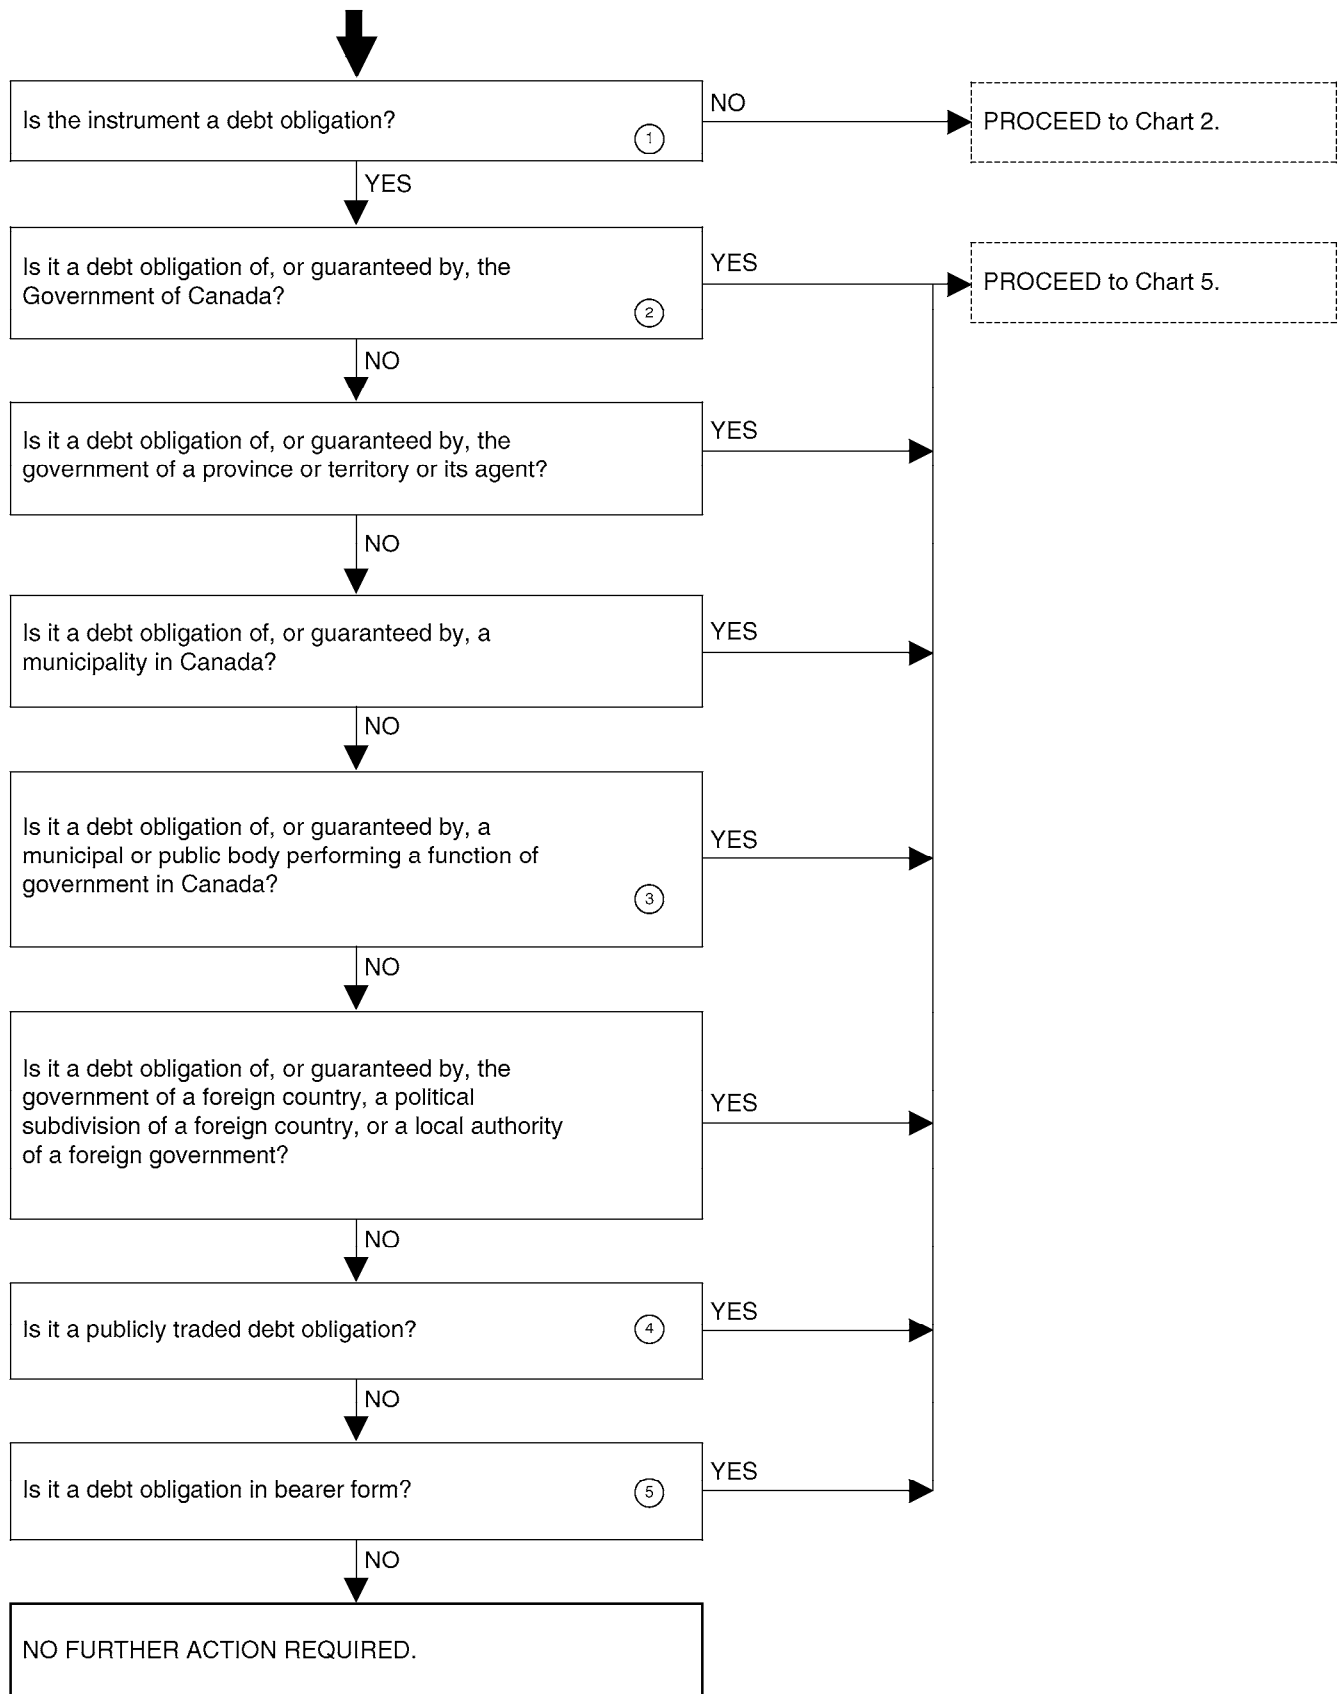 Is the instrument a debt obligation?
1
NO
PROCEED to Chart 2.
YES
Is it a debt obligation of, or guaranteed by, the
Government of Canada?
2
YES
PROCEED to Chart 5.
NO
Is it a debt obligation of, or guaranteed by, the
government of a province or territory or its agent?
YES
NO
Is it a debt obligation of, or guaranteed by, a
municipality in Canada?
YES
NO
Is it a debt obligation of, or guaranteed by, a
municipal or public body performing a function of
government in Canada?
3
YES
NO
Is it a debt obligation of, or guaranteed by, the
government of a foreign country, a political
subdivision of a foreign country, or a local authority
of a foreign government?
YES
NO
Is it a publicly traded debt obligation?
4
YES
NO
Is it a debt obligation in bearer form?
5
YES
NO
NO FURTHER ACTION REQUIRED.